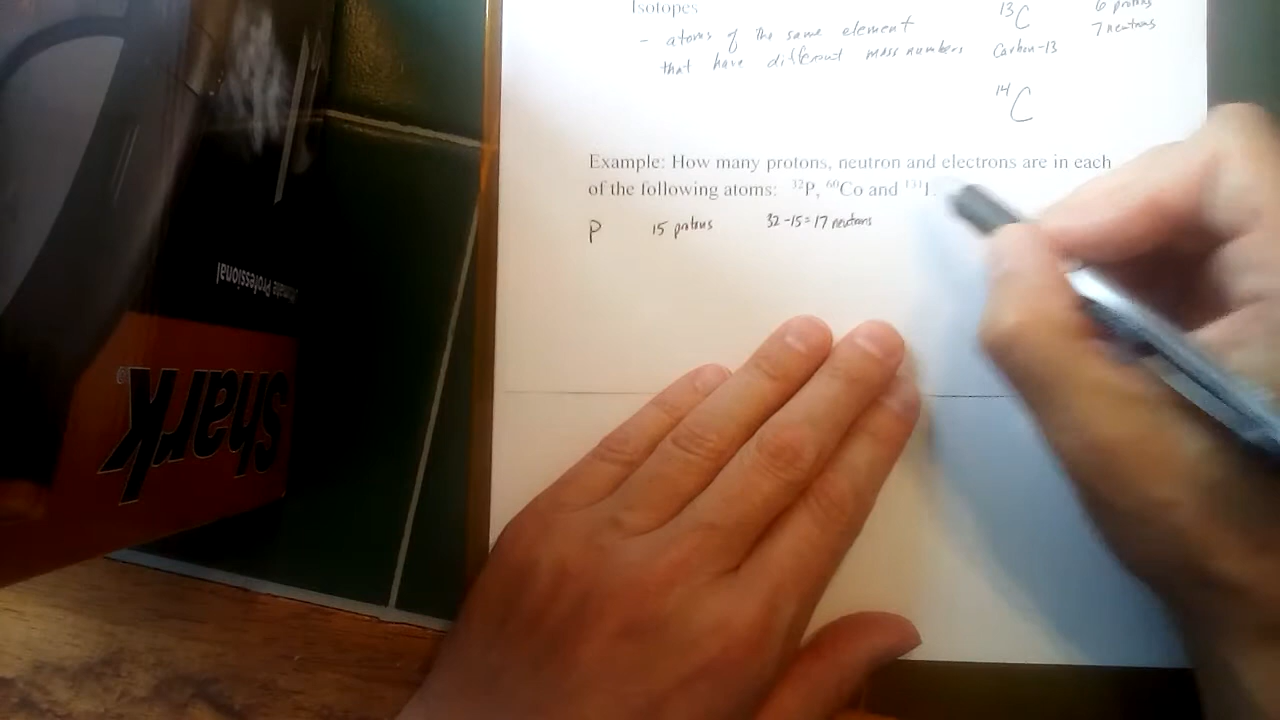 Isotopes
- atoms of the same element
that have different mass numbers
13C
6 protons
7 neutrons
Carbon-13
14C
Example: How many protons, neutron and electrons are in each
of the following atoms: 32P, 60Co and 131I.
P 15 protons 32-15=17 neutrons
Professional
Shark®